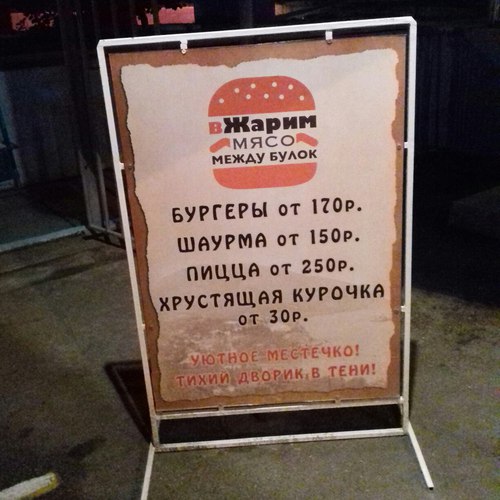 вЖарим
МЯСО
МЕЖДУ БУЛОК
БУРГЕРЫ от 170р.
ШАУРМА от 150р.
ПИЦЦА от 250р.
ХРУСТЯЩАЯ КУРОЧКА
от 30р.
УЮТНОЕ МЕСТЕЧКО!
ТИХИЙ ДВОРИК В ТЕНИ!